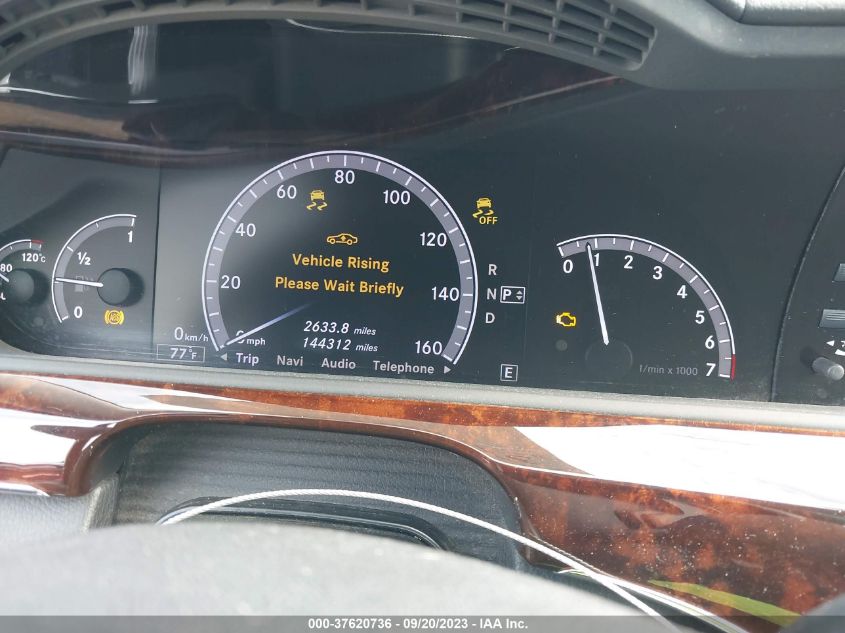 120°C
80
1
½
0
0 km/h
77°F
20
40
60
80
100
120
140
160
Vehicle Rising
Please Wait Briefly
2633.8 miles
144312 miles
mph
Trip Navi Audio Telephone
OFF
R
N P
D
E
0 1 2 3 4 5 6 7
1/min x 1000
000-37620736 - 09/20/2023 - IAA Inc.